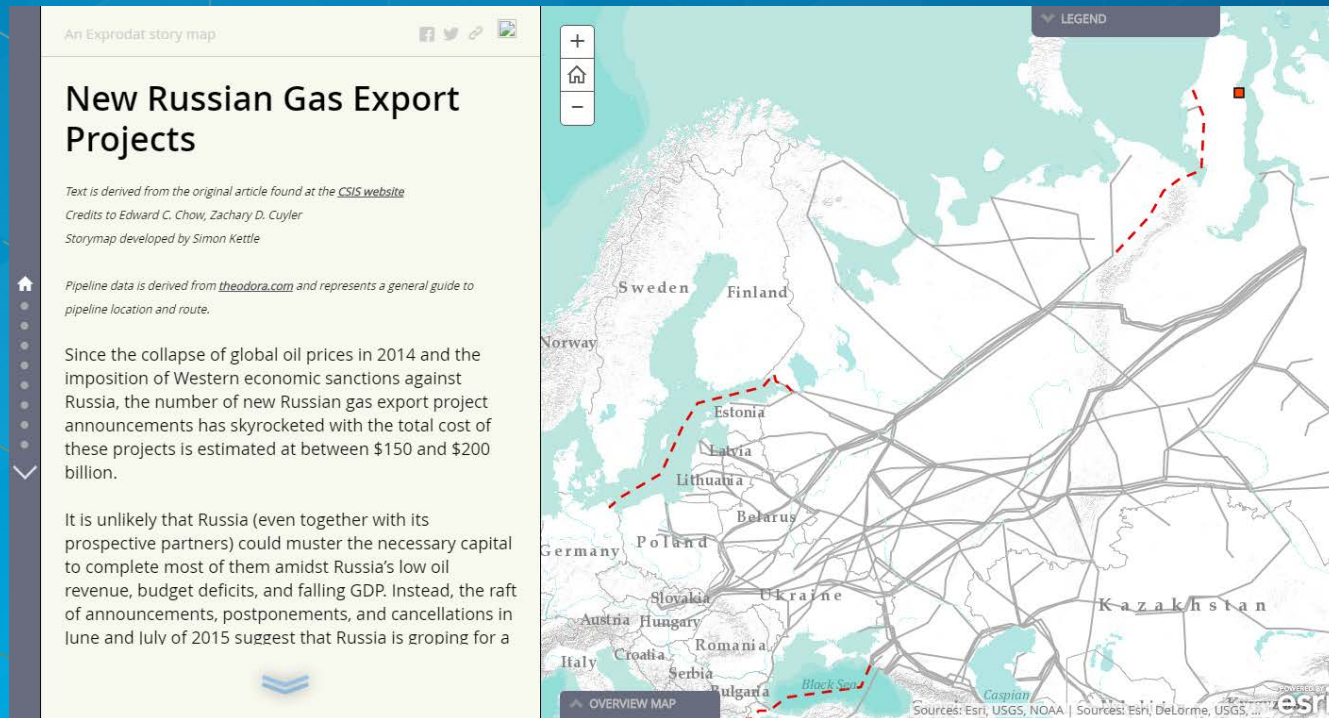 An Exprodat story map
New Russian Gas Export
Projects
Text is derived from the original article found at the CSIS website
Credits to Edward C. Chow, Zachary D. Cuyler
Storymap developed by Simon Kettle
Pipeline data is derived from theodora.com and represents a general guide to
pipeline location and route.
Since the collapse of global oil prices in 2014 and the
imposition of Western economic sanctions against
Russia, the number of new Russian gas export project
announcements has skyrocketed with the total cost of
these projects is estimated at between $150 and $200
billion.
It is unlikely that Russia (even together with its
prospective partners) could muster the necessary capital
to complete most of them amidst Russia's low oil
revenue, budget deficits, and falling GDP. Instead, the raft
of announcements, postponements, and cancellations in
June and July of 2015 suggest that Russia is groping for a
+
−
LEGEND
Sweden
Finland
Norway
Estonia
Latvia
Lithuania
Belarus
Germany
Poland
Slovakia
Ukraine
Kazakhstan
Austria
Hungary
Croatia
Romania
Italy
Serbia
Bulgaria
Black Sea
Caspian
OVERVIEW MAP
Sources: Esri, USGS, NOAA | Sources: Esri, DeLorme, USGS, ...
POWERED BY
esri